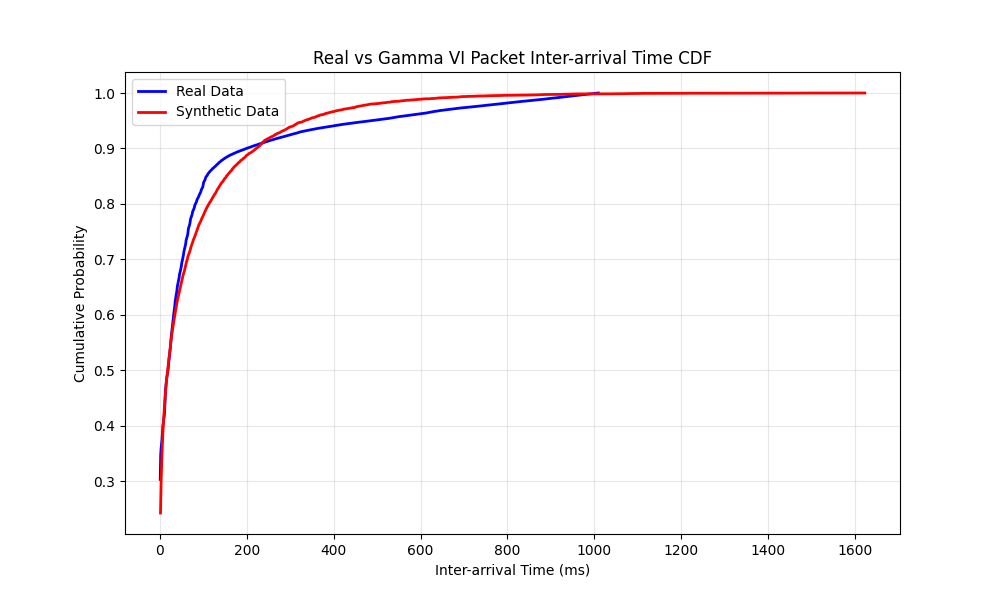 Real vs Gamma VI Packet Inter-arrival Time CDF
Real Data
Synthetic Data
Cumulative Probability
1.0
0.9
0.8
0.7
0.6
0.5
0.4
0.3
0 200 400 600 800 1000 1200 1400 1600
Inter-arrival Time (ms)